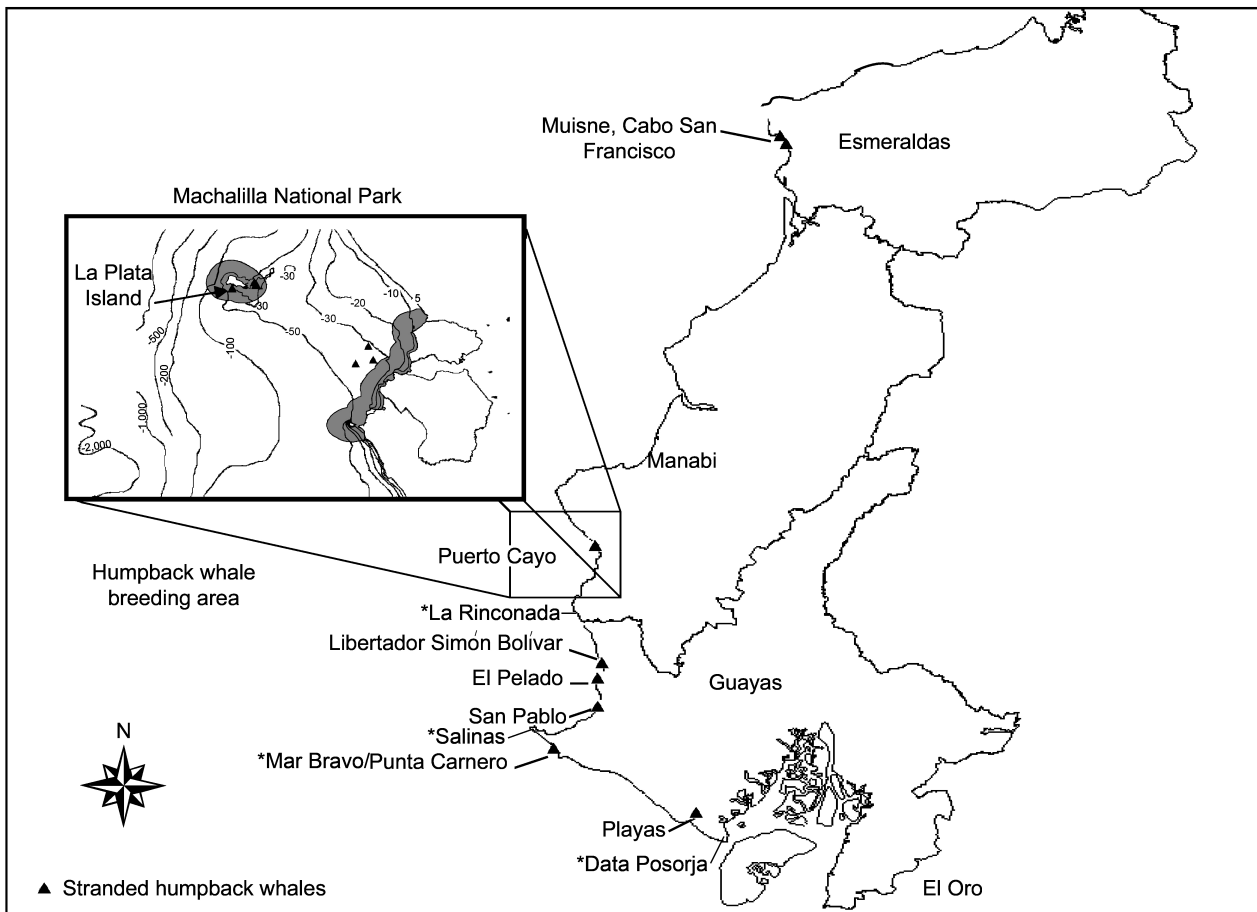 Muisne, Cabo San
Francisco
Esmeraldas
Machalilla National Park
La Plata
Island
-30
-30
-10
5
-20
-30
-50
-500
-100
-200
-1,000
-2,000
Manabi
Puerto Cayo
Humpback whale
breeding area
*La Rinconada
Libertador Simón Bolívar
El Pelado
Guayas
San Pablo
*Salinas
*Mar Bravo/Punta Carnero
N
Playas
*Data Posorja
El Oro
Stranded humpback whales